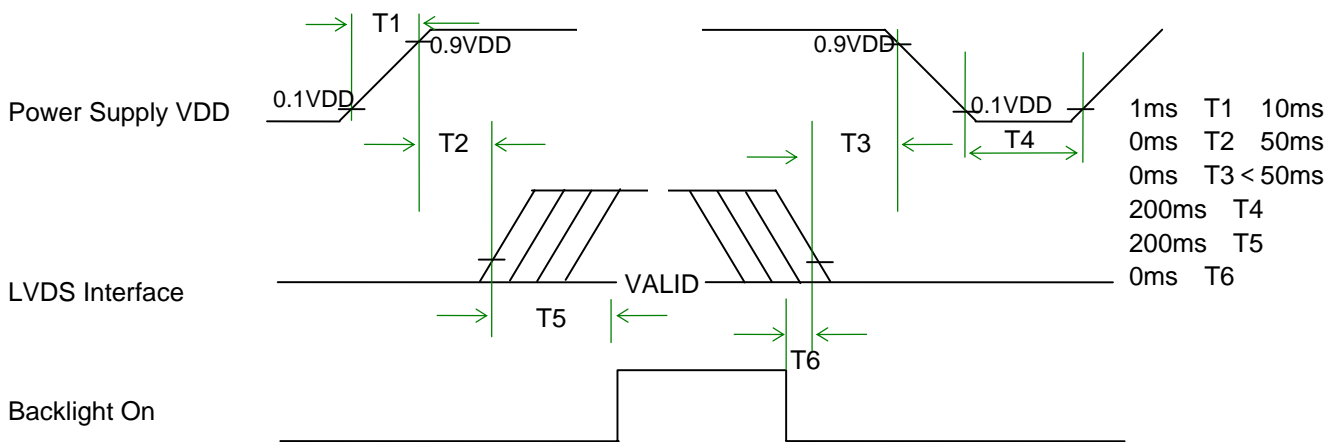 T1
0.9VDD
0.9VDD
0.1VDD
0.1VDD
Power Supply VDD
T2
T3
T4
1ms T1 10ms
0ms T2 50ms
0ms T3 < 50ms
200ms T4
200ms T5
0ms T6
LVDS Interface
VALID
T5
T6
Backlight On